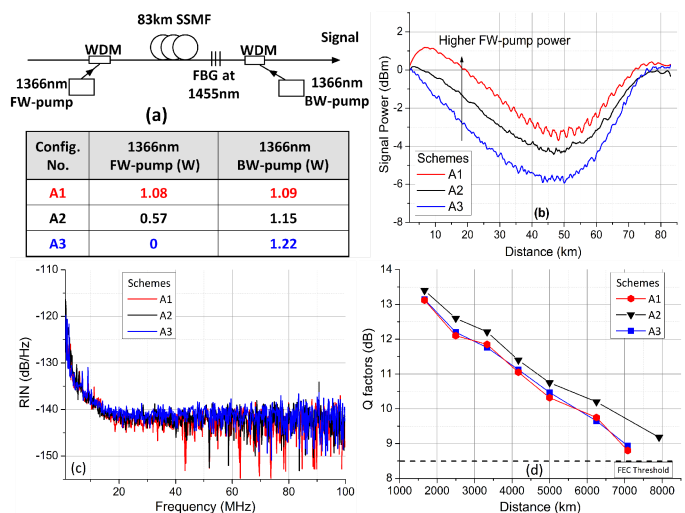 83km SSMF
WDM
WDM
Signal
FBG at
1455nm
1366nm
FW-pump
1366nm
BW-pump
(a)
Config. No.
1366nm FW-pump (W)
1366nm BW-pump (W)
A1 1.08 1.09
A2 0.57 1.15
A3 0 1.22
Signal Power (dBm)
2
0
-2
-4
-6
-8
Higher FW-pump power
Schemes
A1
A2
A3
(b)
10 20 30 40 50 60 70 80
Distance (km)
RIN (dB/Hz)
-110
-120
-130
-140
-150
Schemes
A1
A2
A3
(c)
20 40 60 80 100
Frequency (MHz)
Q factors (dB)
14
13
12
11
10
9
8
Schemes
A1
A2
A3
(d)
FEC Threshold
1000 2000 3000 4000 5000 6000 7000 8000 9000
Distance (km)